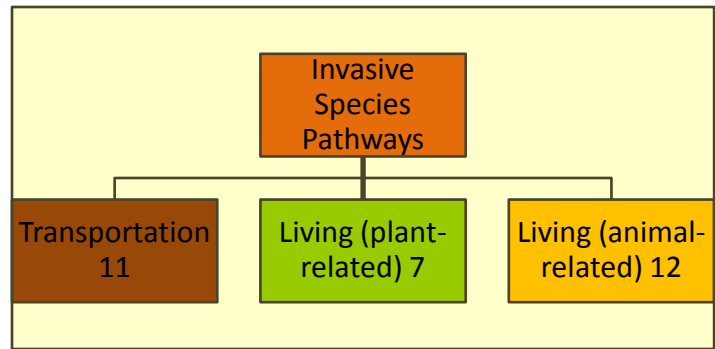 Invasive
Species
Pathways
Transportation
11
Living (plant-
related) 7
Living (animal-
related) 12